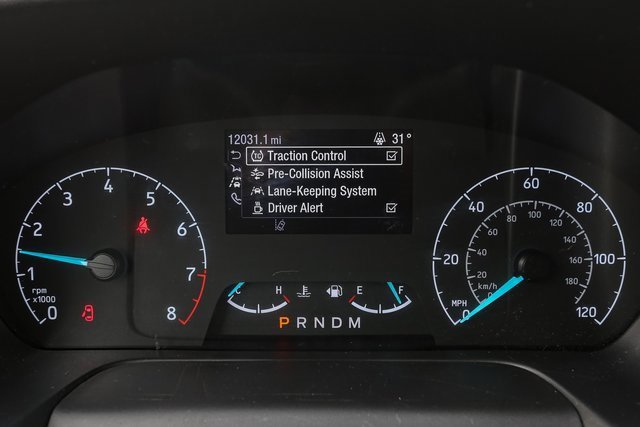 12031.1 mi 31°
Traction Control
Pre-Collision Assist
Lane-Keeping System
Driver Alert
0 1 2 3 4 5 6 7 8
rpm
x1000
C H E F
P R N D M
0 20 40 60 80 100 120
MPH
0 20 40 60 80 100 120 140 160 180
km/h